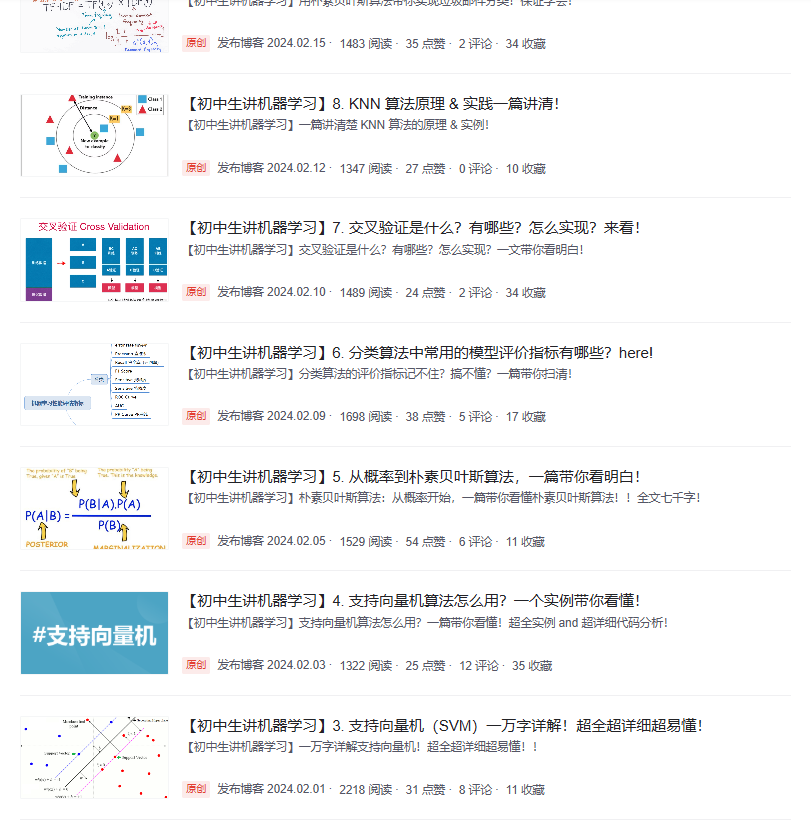 【初中生讲机器学习】用朴素贝叶斯算法带你实现垃圾邮件分类！保证学会！
原创 发布博客 2024.02.15 · 1483 阅读 · 35 点赞 · 2 评论 · 34 收藏
Training instance
Class 1
Class 2
Distance
K=3
K=1
New example
to classify
【初中生讲机器学习】8. KNN 算法原理 & 实践一篇讲清！
【初中生讲机器学习】一篇讲清楚 KNN 算法的原理 & 实例！
原创 发布博客 2024.02.12 · 1347 阅读 · 27 点赞 · 0 评论 · 10 收藏
交叉验证 Cross Validation
【初中生讲机器学习】7. 交叉验证是什么？有哪些？怎么实现？来看！
【初中生讲机器学习】交叉验证是什么？有哪些？怎么实现？一文带你看明白！
原创 发布博客 2024.02.10 · 1489 阅读 · 24 点赞 · 2 评论 · 34 收藏
【初中生讲机器学习】6. 分类算法中常用的模型评价指标有哪些？here!
【初中生讲机器学习】分类算法的评价指标记不住？搞不懂？一篇带你扫清！
原创 发布博客 2024.02.09 · 1698 阅读 · 38 点赞 · 5 评论 · 17 收藏
P(A|B) = P(B|A).P(A)
P(B)
POSTERIOR
MARGINALIZATION
【初中生讲机器学习】5. 从概率到朴素贝叶斯算法，一篇带你看明白！
【初中生讲机器学习】朴素贝叶斯算法：从概率开始，一篇带你看懂朴素贝叶斯算法！！全文七千字！
原创 发布博客 2024.02.05 · 1529 阅读 · 54 点赞 · 6 评论 · 11 收藏
#支持向量机
【初中生讲机器学习】4. 支持向量机算法怎么用？一个实例带你看懂！
【初中生讲机器学习】支持向量机算法怎么用？一篇带你看懂！超全实例 and 超详细代码分析！
原创 发布博客 2024.02.03 · 1322 阅读 · 25 点赞 · 12 评论 · 35 收藏
Support Vector
【初中生讲机器学习】3. 支持向量机（SVM）一万字详解！超全超详细超易懂！
【初中生讲机器学习】一万字详解支持向量机！超全超详细超易懂！！
原创 发布博客 2024.02.01 · 2218 阅读 · 31 点赞 · 8 评论 · 11 收藏